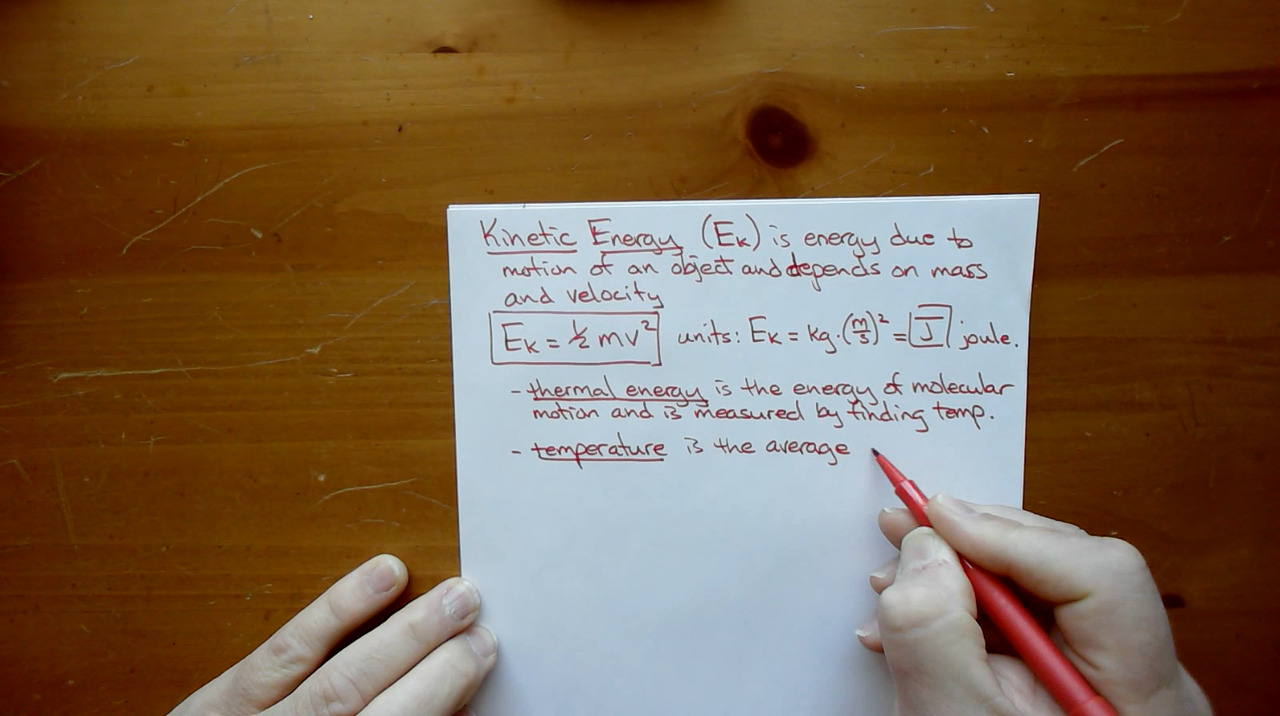 Kinetic Energy (Eₖ) is energy due to
motion of an object and depends on mass
and velocity
Eₖ = ½ mv² units: Eₖ = kg·(m/s)² = J joule.
- thermal energy is the energy of molecular
motion and is measured by finding temp.
- temperature is the average